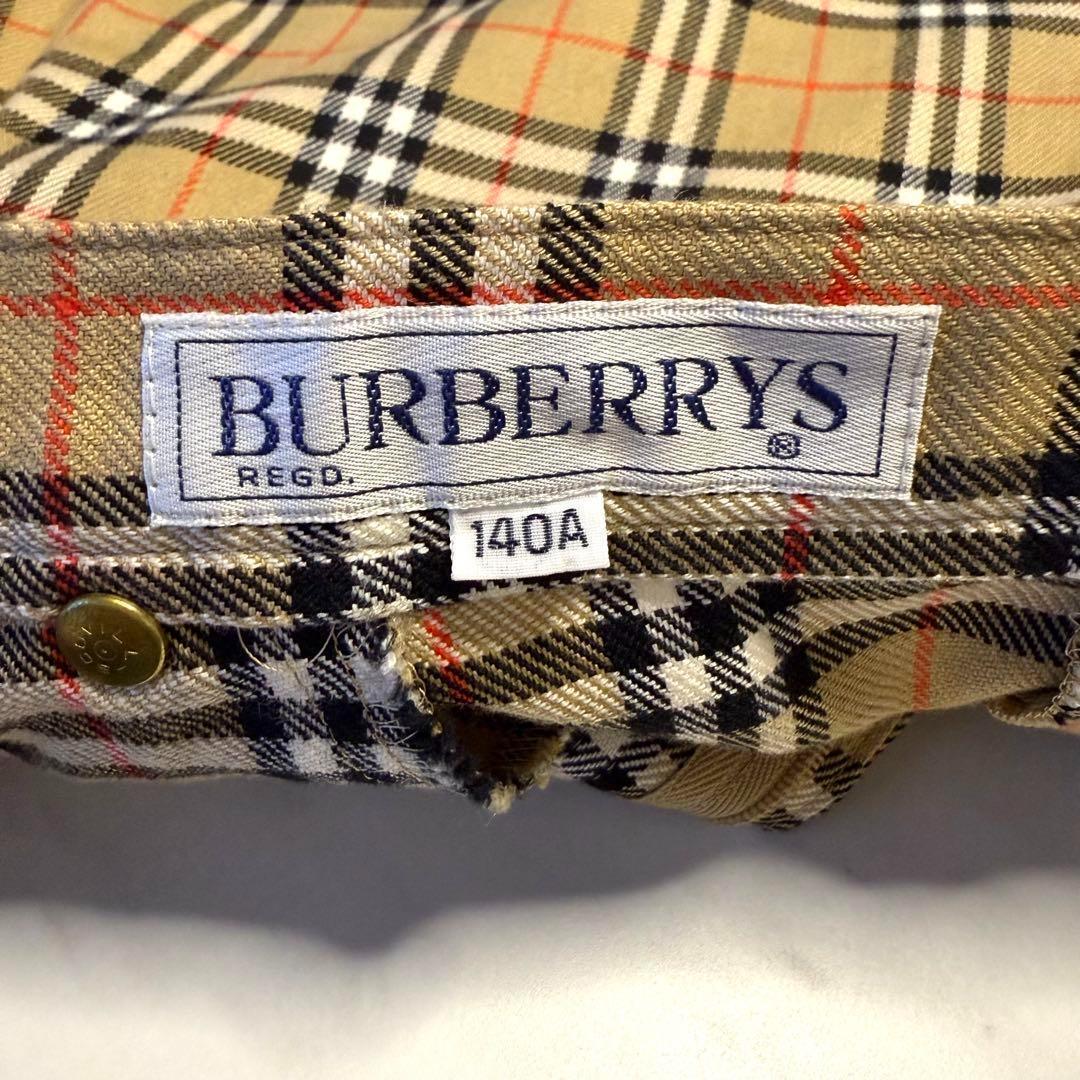 BURBERRYS
REGD. ®
140A